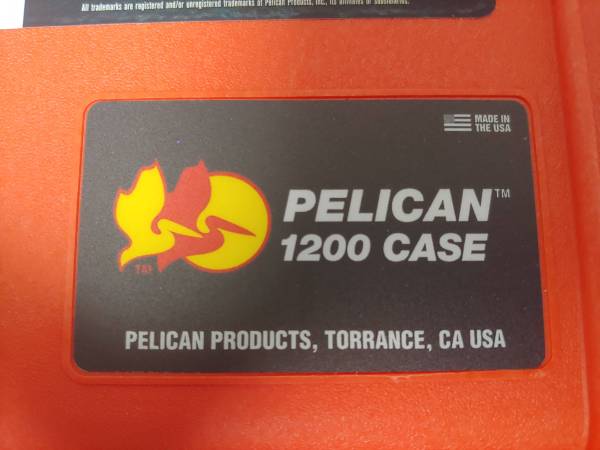 All trademarks are registered and/or unregistered trademarks of Pelican Products, Inc., its affiliates or subsidiaries.
MADE IN
THE USA
PELICAN™
1200 CASE
TM
PELICAN PRODUCTS, TORRANCE, CA USA